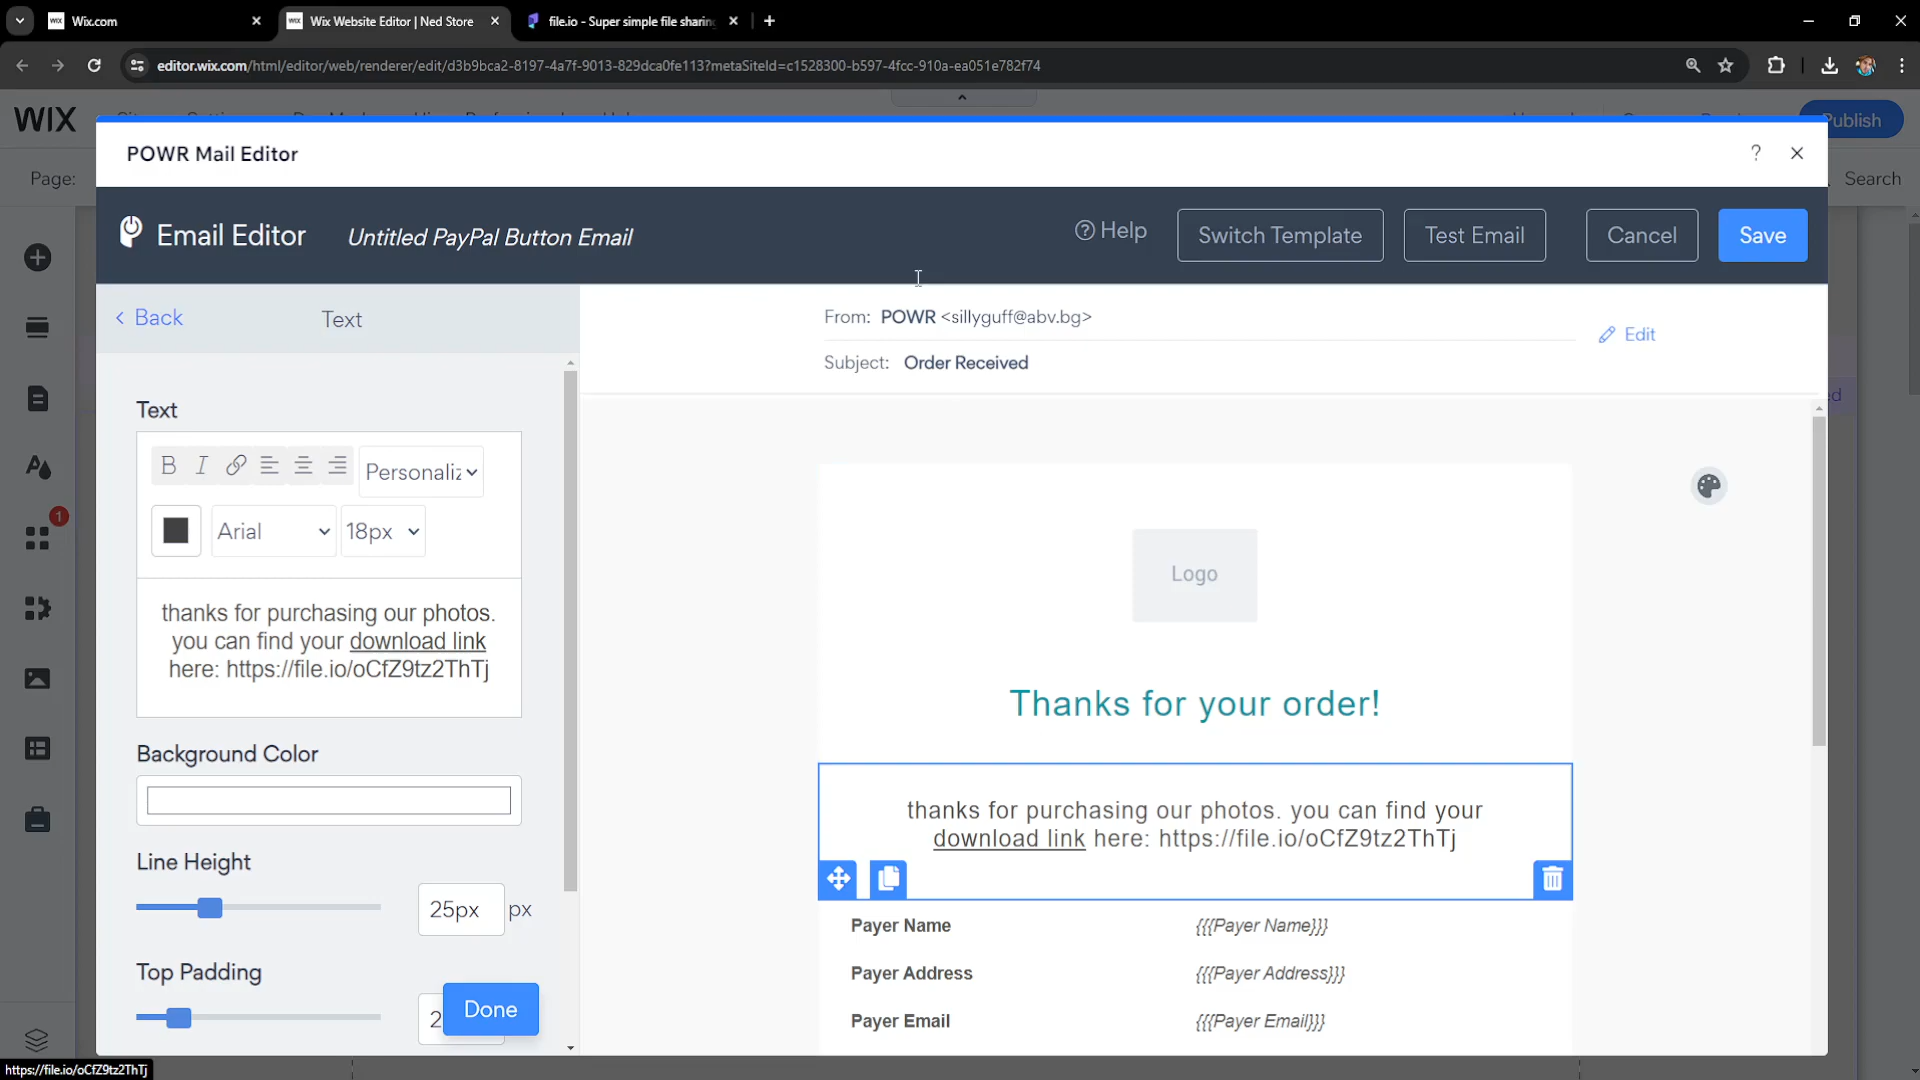 Wix.com
Wix Website Editor | Ned Store
file.io - Super simple file sharing
editor.wix.com/html/editor/web/renderer/edit/d3b9bca2-8197-4a7f-9013-829dca0fe113?metaSiteId=c1528300-b597-4fcc-910a-ea051e782f74
WIX
Publish
POWR Mail Editor
?
Page:
Search
Email Editor
Untitled PayPal Button Email
Help
Switch Template
Test Email
Cancel
Save
Back
Text
From: POWR <sillyguff@abv.bg>
Edit
Subject: Order Received
Text
B I
Personaliz
Arial
18px
1
thanks for purchasing our photos.
you can find your download link
here: https://file.io/oCfZ9tz2ThTj
Background Color
Line Height
25px px
Top Padding
2
Done
Logo
Thanks for your order!
thanks for purchasing our photos. you can find your
download link here: https://file.io/oCfZ9tz2ThTj
Payer Name {{{Payer Name}}}
Payer Address {{{Payer Address}}}
Payer Email {{{Payer Email}}}
https://file.io/oCfZ9tz2ThTj